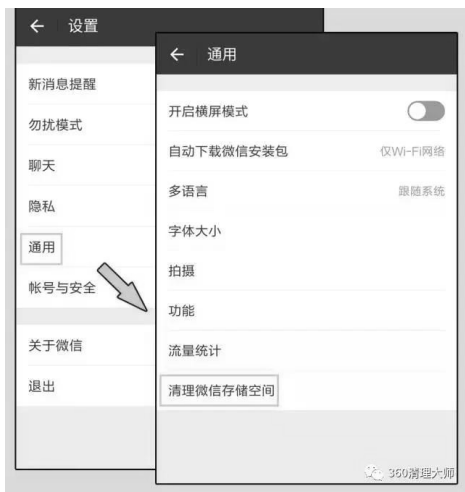 设置
新消息提醒
勿扰模式
聊天
隐私
通用
帐号与安全
关于微信
退出
通用
开启横屏模式
自动下载微信安装包 仅Wi-Fi网络
多语言 跟随系统
字体大小
拍摄
功能
流量统计
清理微信存储空间
360清理大师